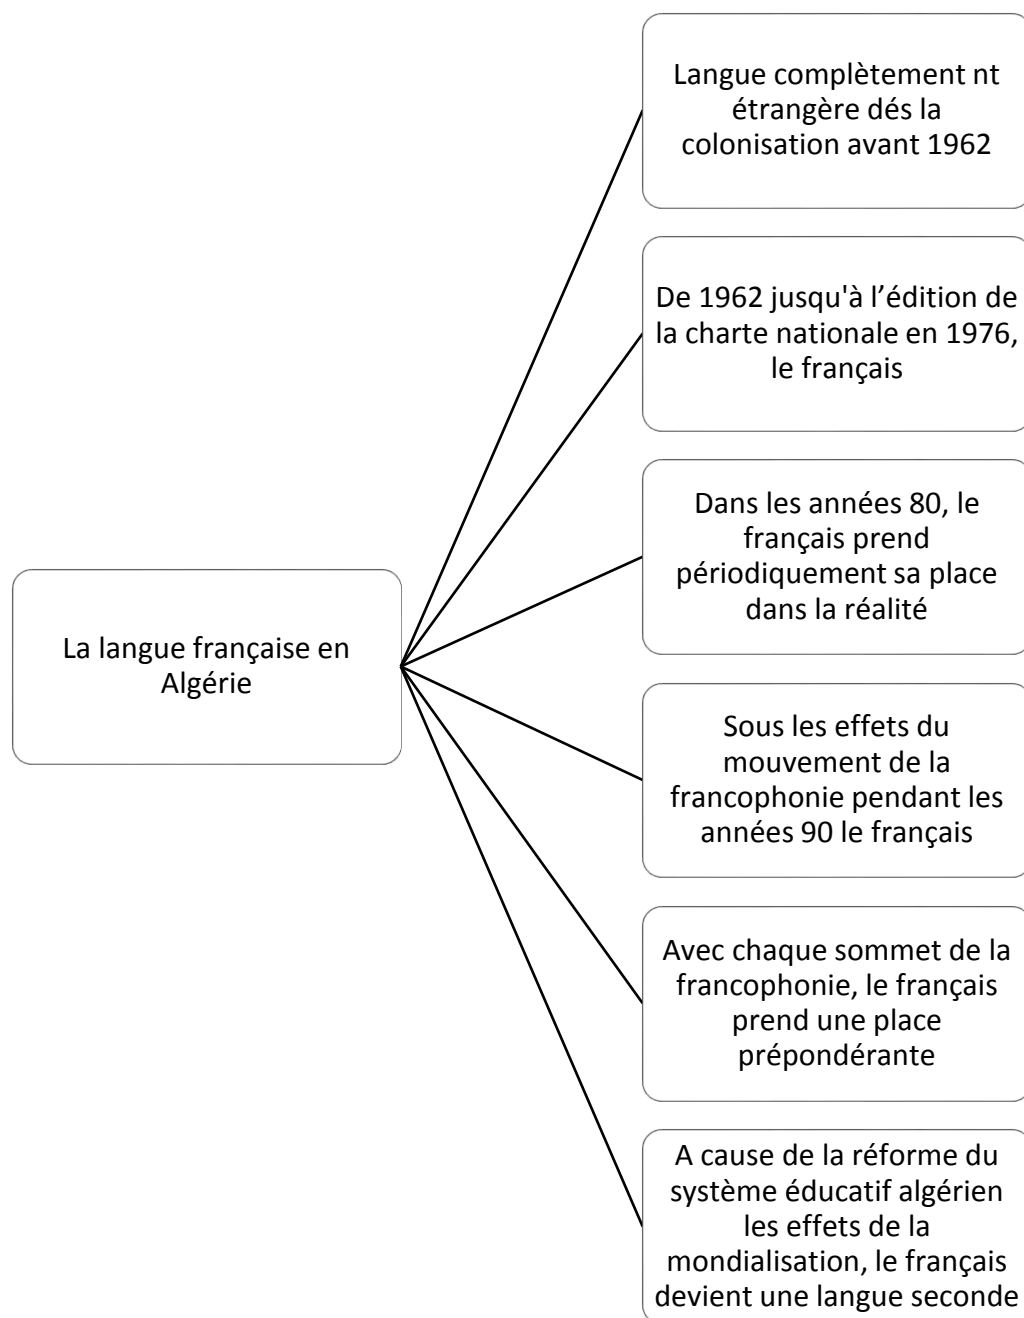 La langue française en
Algérie
Langue complètement nt
étrangère dés la
colonisation avant 1962
De 1962 jusqu'à l’édition de
la charte nationale en 1976,
le français
Dans les années 80, le
français prend
périodiquement sa place
dans la réalité
Sous les effets du
mouvement de la
francophonie pendant les
années 90 le français
Avec chaque sommet de la
francophonie, le français
prend une place
prépondérante
A cause de la réforme du
système éducatif algérien
les effets de la
mondialisation, le français
devient une langue seconde